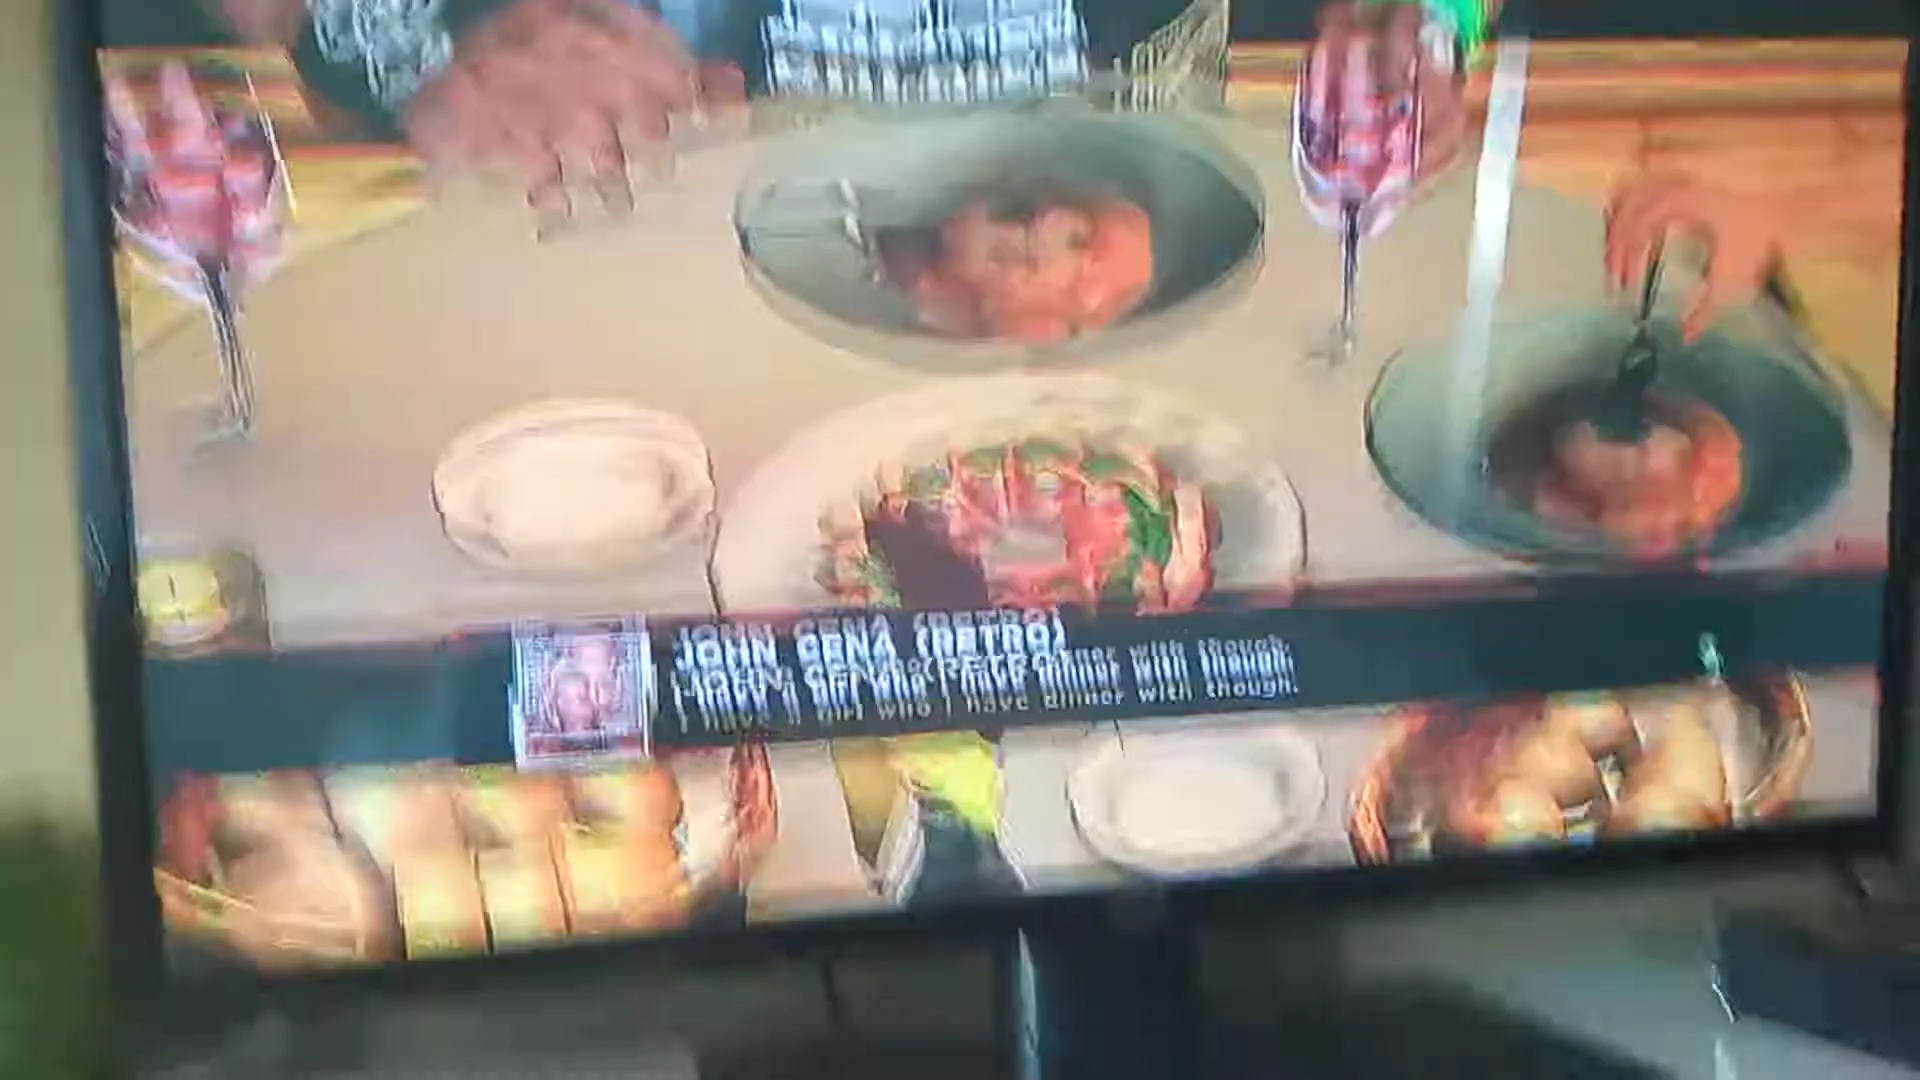 JOHN CENA (RETRO)
I have a girl who I have dinner with though.